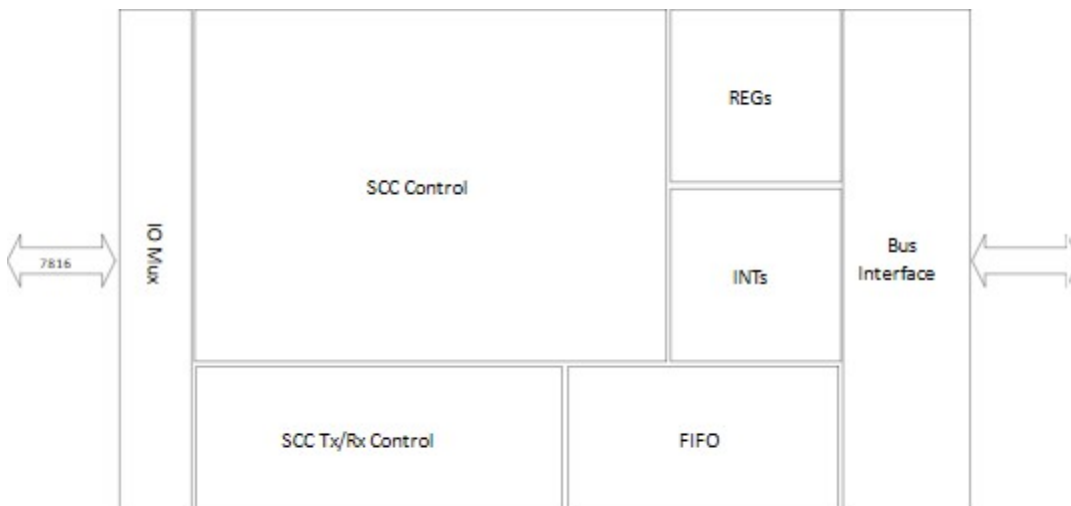 REGs
SCC Control
IO Mux
7816
INTs
Bus
Interface
SCC Tx/Rx Control
FIFO